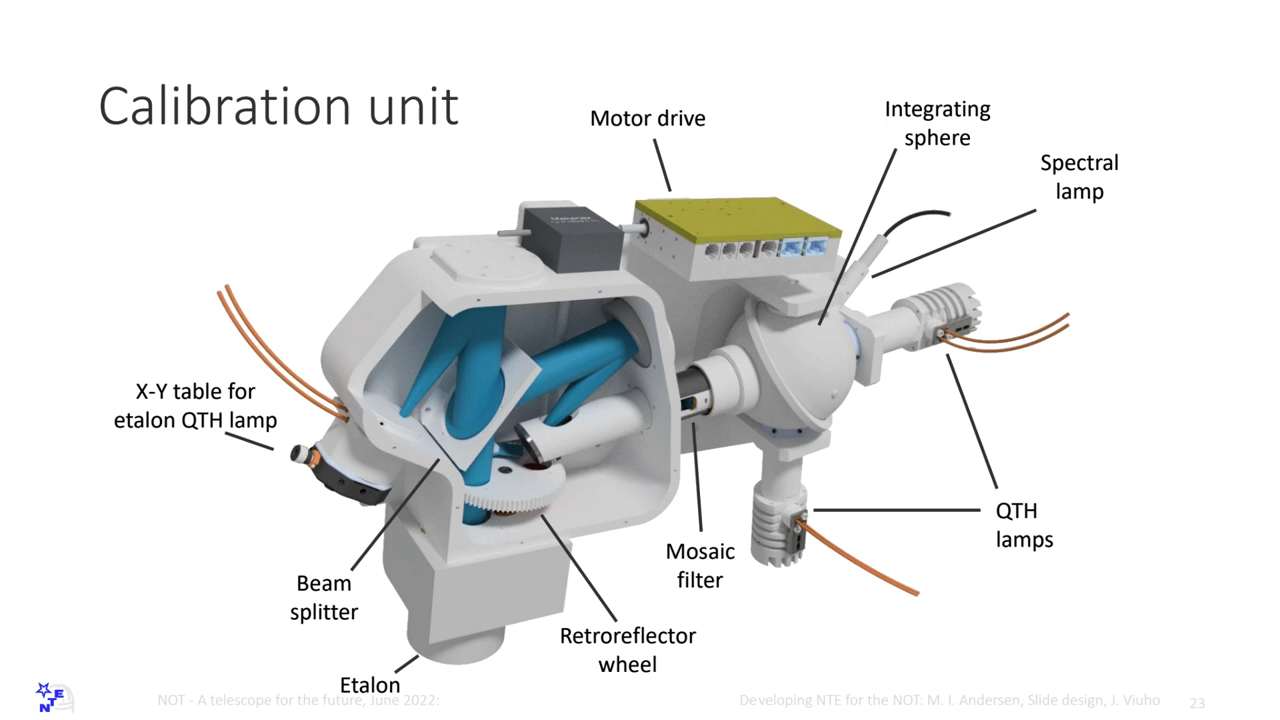 Calibration unit
Motor drive
Integrating
sphere
Spectral
lamp
X-Y table for
etalon QTH lamp
QTH
lamps
Mosaic
filter
Beam
splitter
Retroreflector
wheel
Etalon
NTE
NOT - A telescope for the future, June 2022:
Developing NTE for the NOT: M. I. Andersen, Slide design, J. Viuho
23